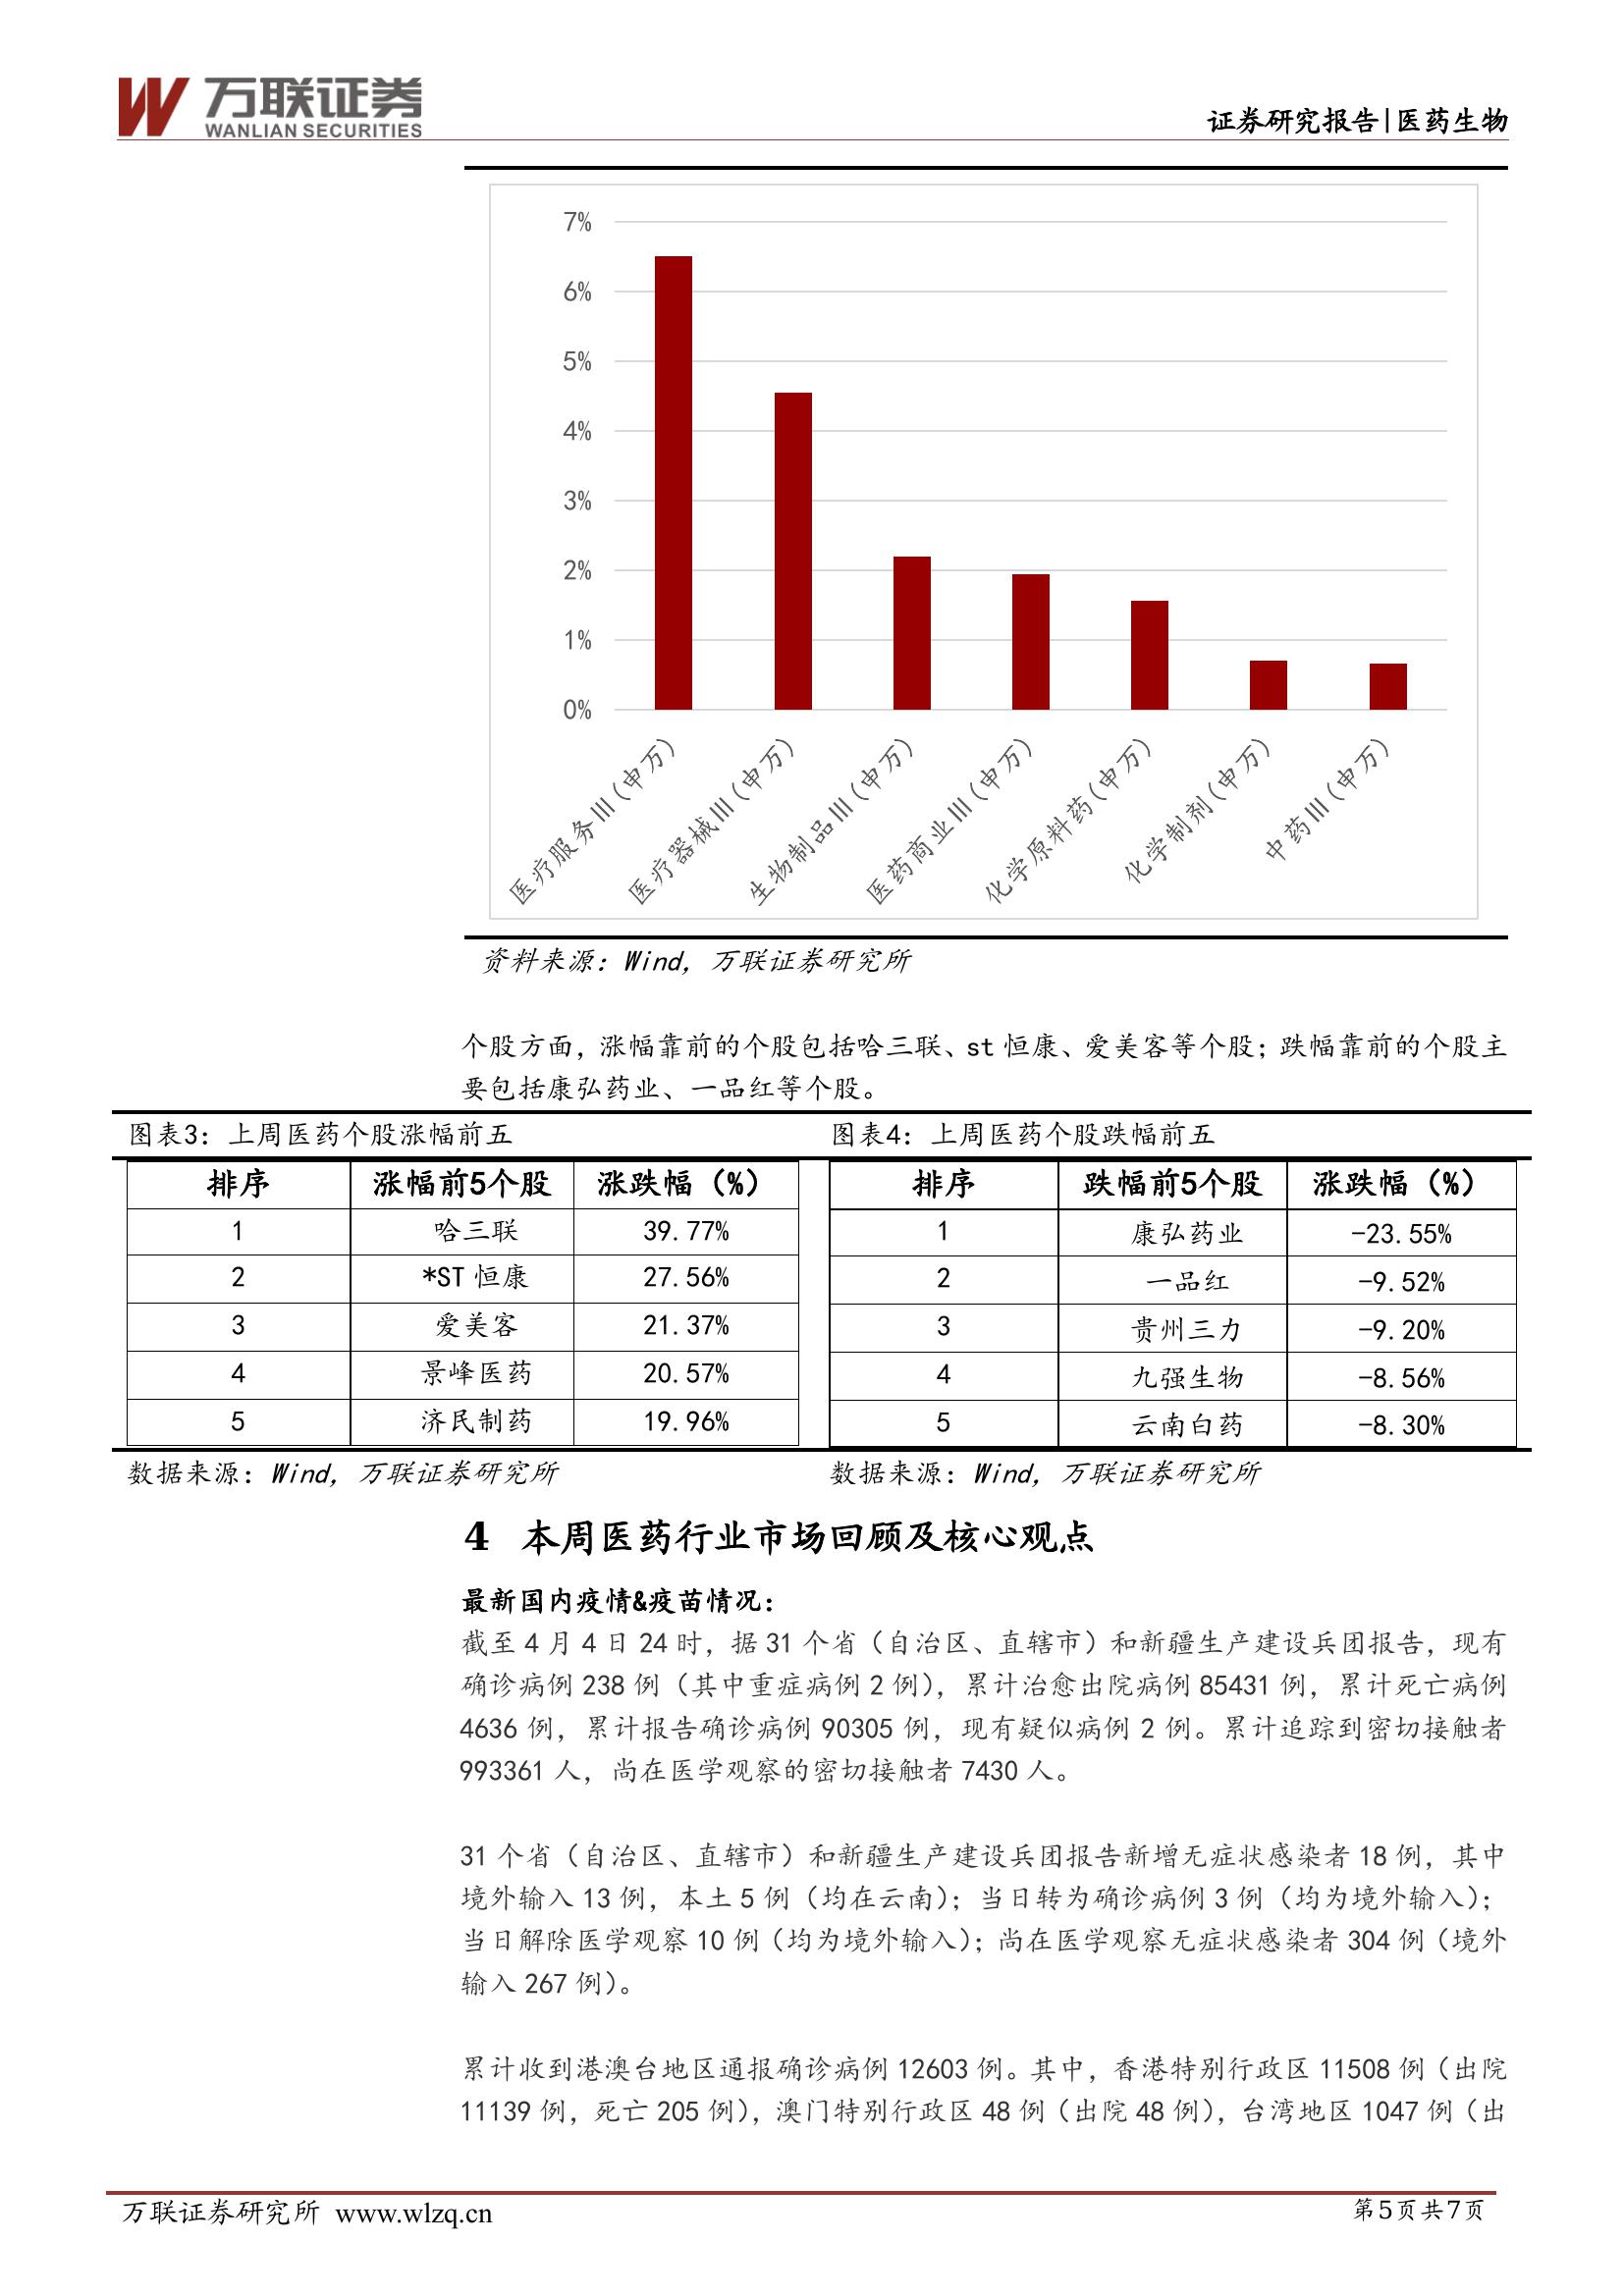 万联证券
WANLIAN SECURITIES
证券研究报告|医药生物
7%
6%
5%
4%
3%
2%
1%
0%
医疗服务Ⅲ(申万)
医疗器械Ⅲ(申万)
生物制品Ⅲ(申万)
医药商业Ⅲ(申万)
化学原料药(申万)
化学制剂(申万)
中药Ⅲ(申万)
资料来源：Wind，万联证券研究所
个股方面，涨幅靠前的个股包括哈三联、st 恒康、爱美客等个股；跌幅靠前的个股主
要包括康弘药业、一品红等个股。
图表3：上周医药个股涨幅前五
排序 涨幅前5个股 涨跌幅（%）
1 哈三联 39.77%
2 *ST 恒康 27.56%
3 爱美客 21.37%
4 景峰医药 20.57%
5 济民制药 19.96%
数据来源：Wind，万联证券研究所
图表4：上周医药个股跌幅前五
排序 跌幅前5个股 涨跌幅（%）
1 康弘药业 -23.55%
2 一品红 -9.52%
3 贵州三力 -9.20%
4 九强生物 -8.56%
5 云南白药 -8.30%
数据来源：Wind，万联证券研究所
4 本周医药行业市场回顾及核心观点
最新国内疫情&疫苗情况：
截至 4 月 4 日 24 时，据 31 个省（自治区、直辖市）和新疆生产建设兵团报告，现有
确诊病例 238 例（其中重症病例 2 例），累计治愈出院病例 85431 例，累计死亡病例
4636 例，累计报告确诊病例 90305 例，现有疑似病例 2 例。累计追踪到密切接触者
993361 人，尚在医学观察的密切接触者 7430 人。
31 个省（自治区、直辖市）和新疆生产建设兵团报告新增无症状感染者 18 例，其中
境外输入 13 例，本土 5 例（均在云南）；当日转为确诊病例 3 例（均为境外输入）；
当日解除医学观察 10 例（均为境外输入）；尚在医学观察无症状感染者 304 例（境外
输入 267 例）。
累计收到港澳台地区通报确诊病例 12603 例。其中，香港特别行政区 11508 例（出院
11139 例，死亡 205 例），澳门特别行政区 48 例（出院 48 例），台湾地区 1047 例（出
万联证券研究所 www.wlzq.cn
第5页共7页